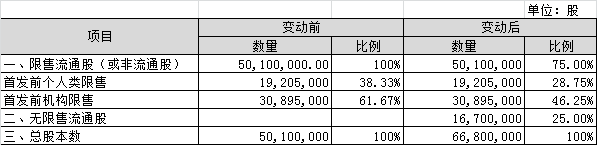 单位：股
项目 变动前 变动后
数量 比例 数量 比例
一、限售流通股（或非流通股） 50,100,000.00 100% 50,100,000 75.00%
首发前个人类限售 19,205,000 38.33% 19,205,000 28.75%
首发前机构限售 30,895,000 61.67% 30,895,000 46.25%
二、无限售流通股 16,700,000 25.00%
三、总股本数 50,100,000 100% 66,800,000 100%